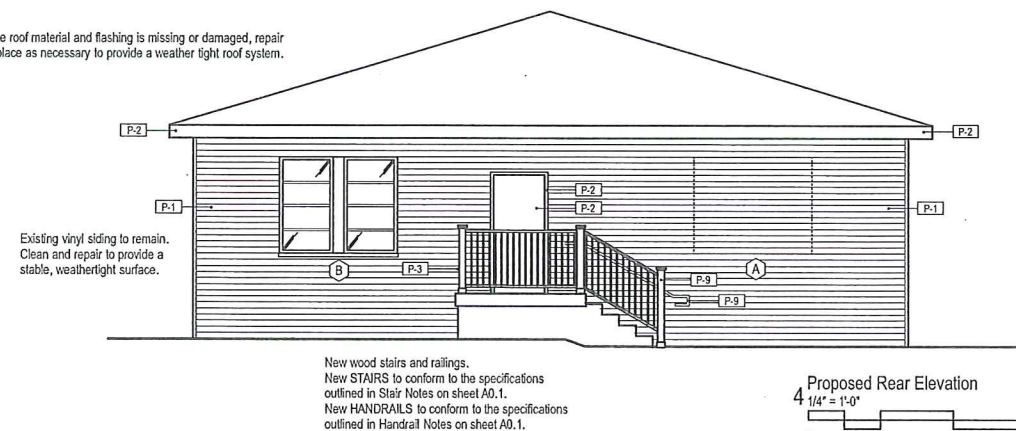 e roof material and flashing is missing or damaged, repair
place as necessary to provide a weather tight roof system.
P-2
P-2
P-2
P-2
P-1
P-1
Existing vinyl siding to remain.
Clean and repair to provide a
stable, weathertight surface.
B
P-3
A
P-9
P-9
New wood stairs and railings.
New STAIRS to conform to the specifications
outlined in Stair Notes on sheet A0.1.
New HANDRAILS to conform to the specifications
outlined in Handrail Notes on sheet A0.1.
4 Proposed Rear Elevation
1/4" = 1'-0"